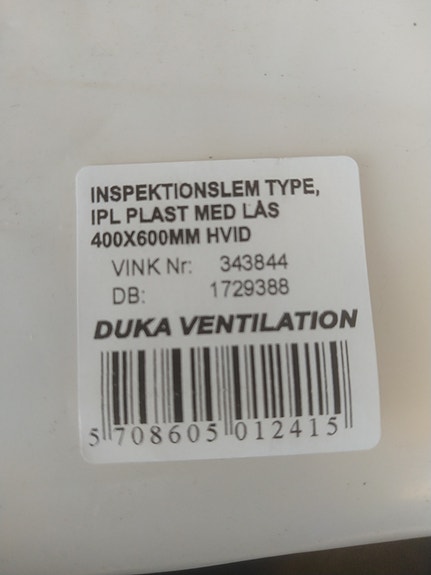 INSPEKTIONSLEM TYPE,
IPL PLAST MED LÅS
400X600MM HVID
VINK Nr: 343844
DB: 1729388
DUKA VENTILATION
5 708605 012415